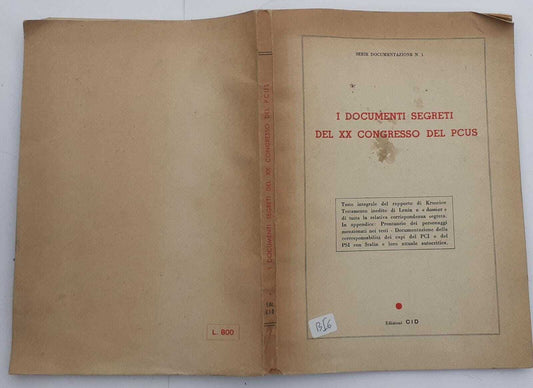 SERIE DOCUMENTAZIONE N. 1
I DOCUMENTI SEGRETI
DEL XX CONGRESSO DEL PCUS
Testo integrale del rapporto di Krusciov
Testamento inedito di Lenin e «dossier»
di tutta la relativa corrispondenza segreta.
In appendice: Prontuario dei personaggi
menzionati nei testi - Documentazione della
corresponsabilità dei capi del PCI e del
PSI con Stalin e loro attuale autocritica.
Edizioni CID
B56
I DOCUMENTI SEGRETI DEL XX CONGRESSO DEL PCUS
CID
L. 800